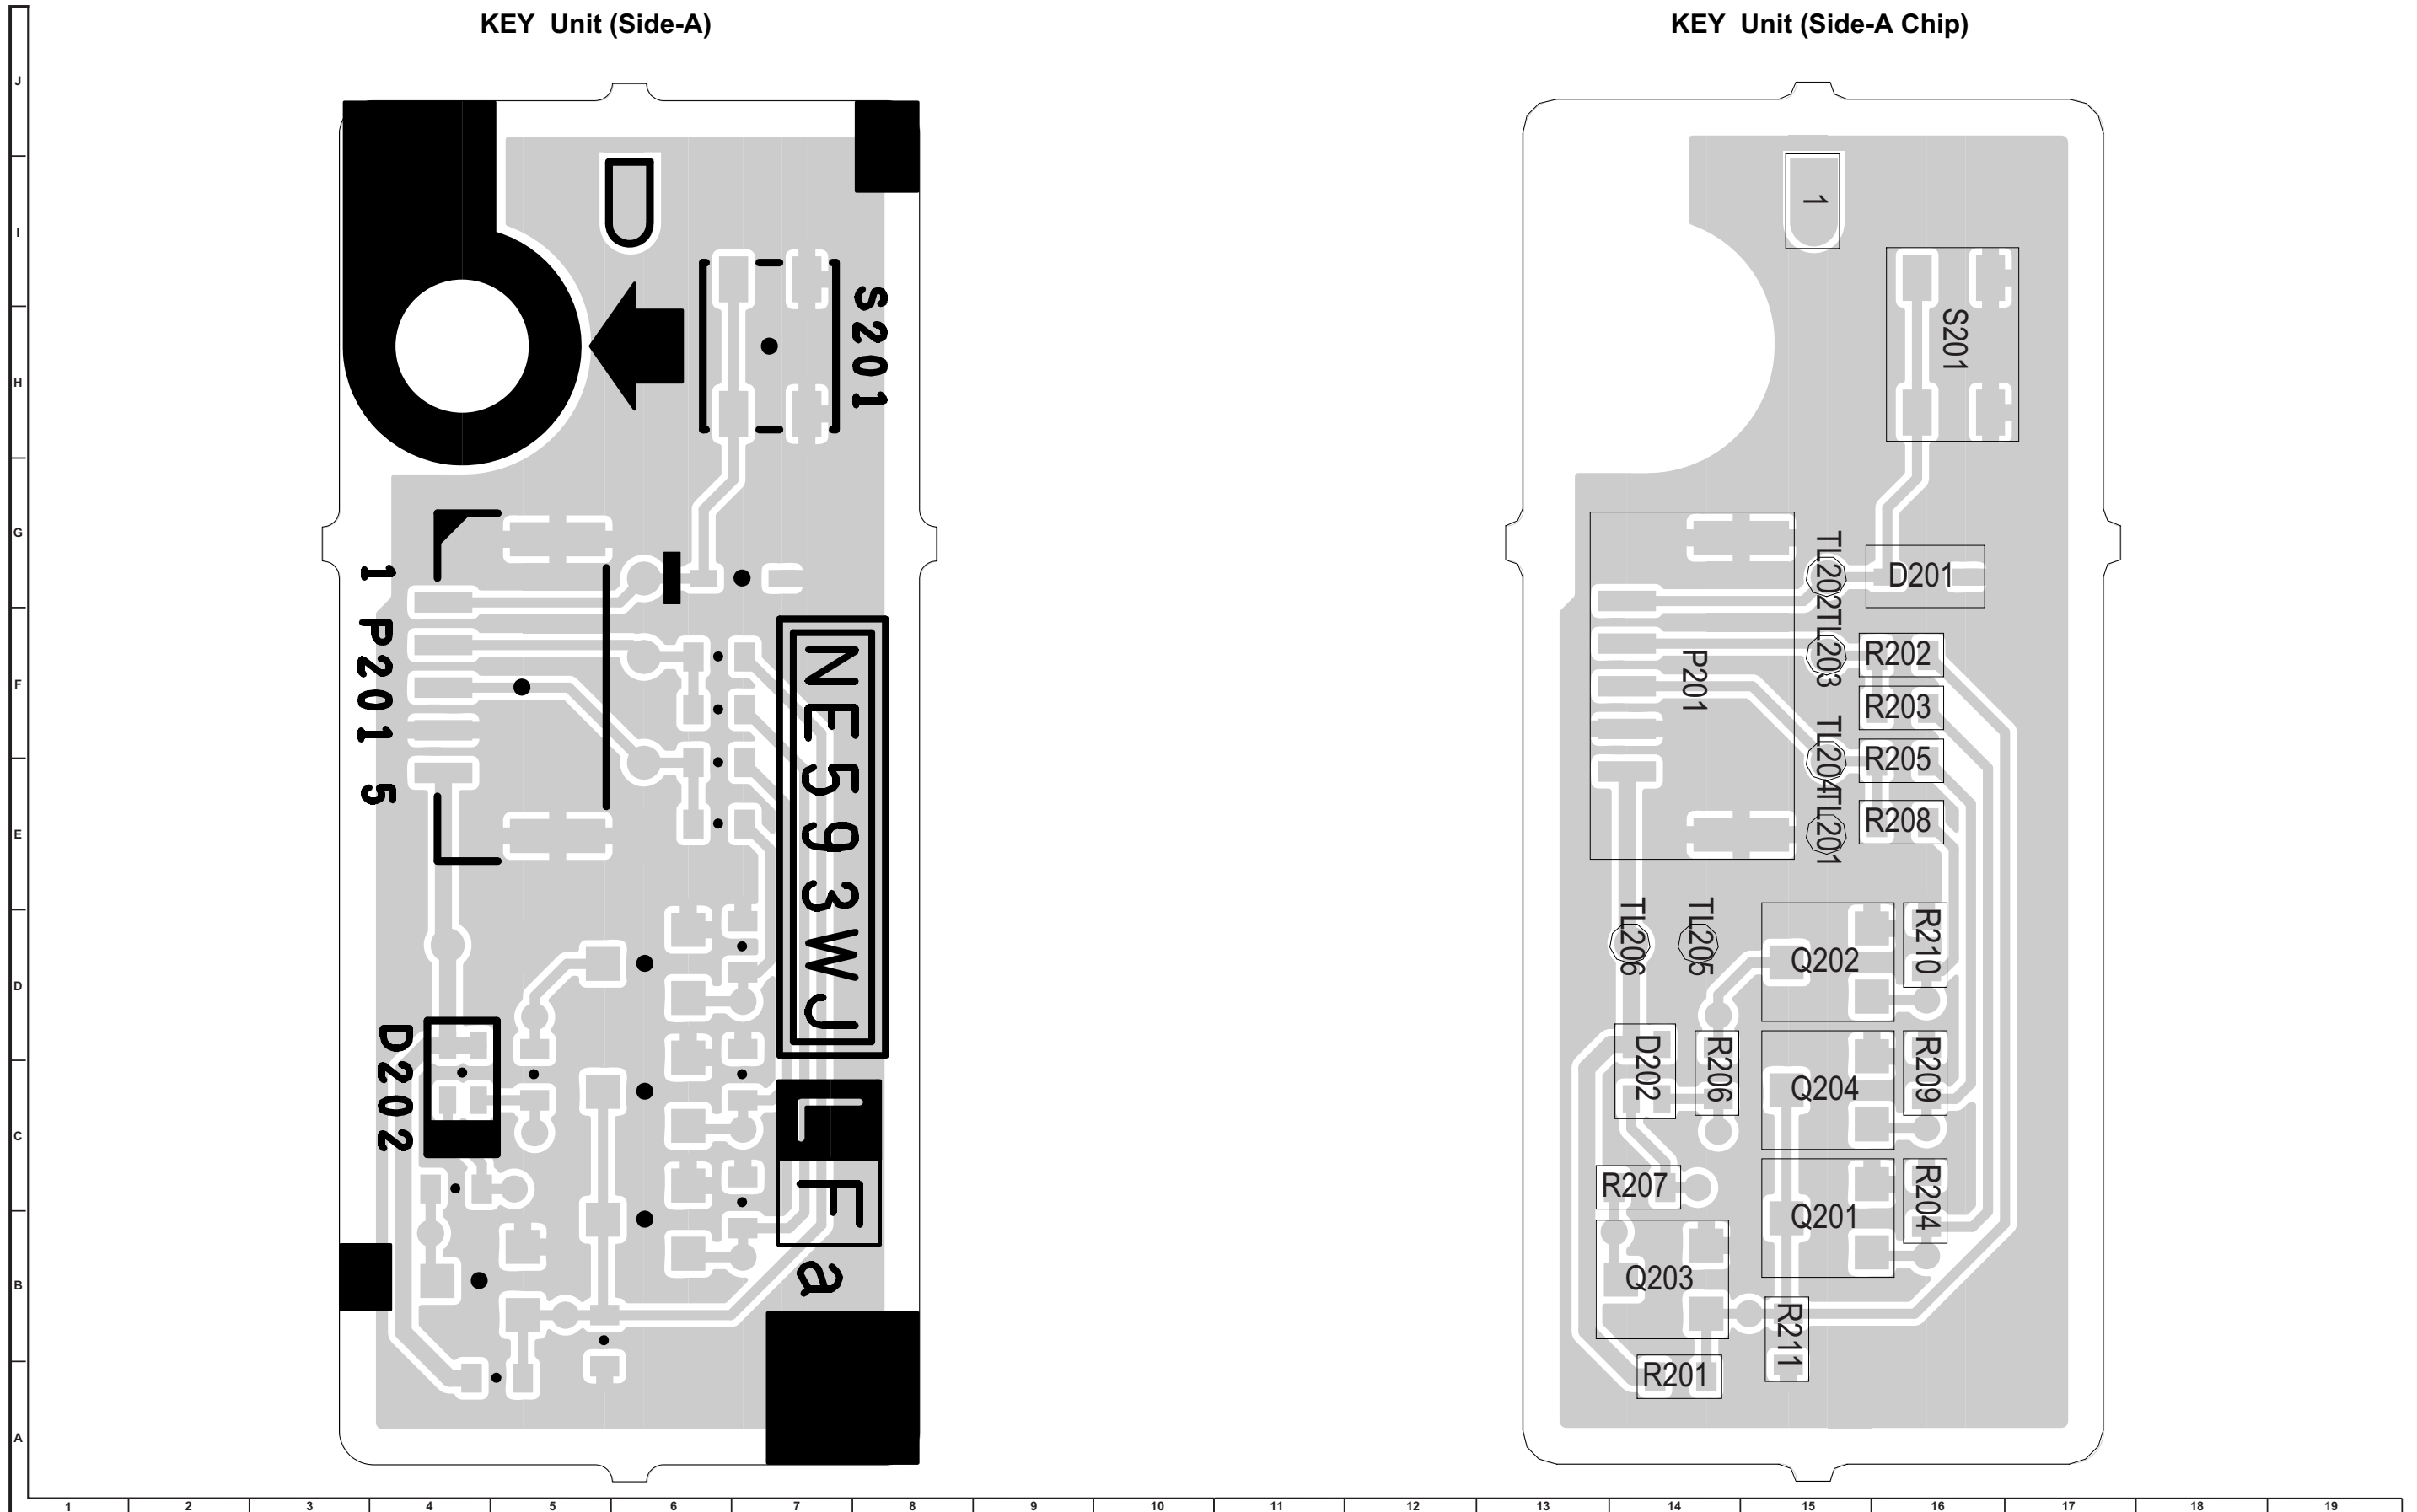 KEY Unit (Side-A)
KEY Unit (Side-A Chip)
J
I
H
G
F
E
D
C
B
A
S201
1 P201 5
NE593WJ
D202
LF
a
1
S201
TL202
D201
TL203
R202
P201
R203
TL204
R205
TL201
R208
TL206
TL205
Q202
R210
D202
R206
Q204
R209
R207
Q201
R204
Q203
R211
R201
1 2 3 4 5 6 7 8 9 10 11 12 13 14 15 16 17 18 19